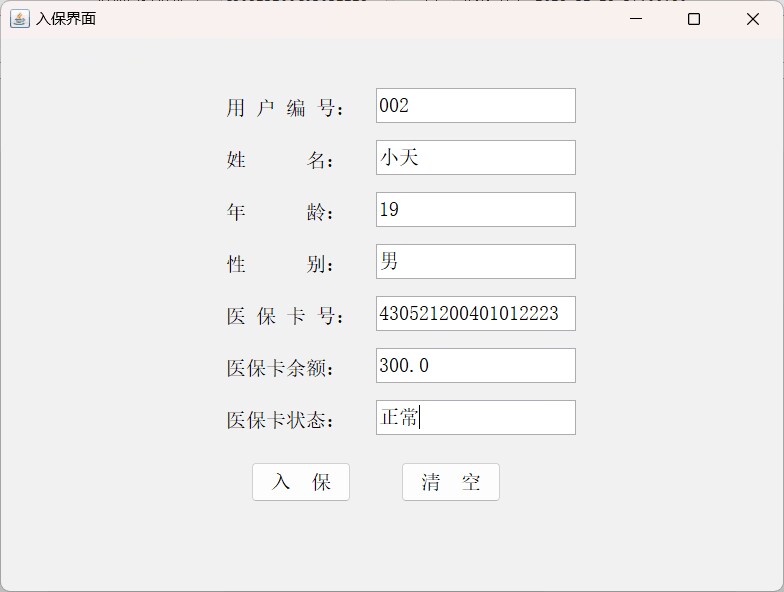 入保界面
用 户 编 号： 002
姓 名： 小天
年 龄： 19
性 别： 男
医 保 卡 号： 430521200401012223
医保卡余额： 300.0
医保卡状态： 正常
入 保 清 空